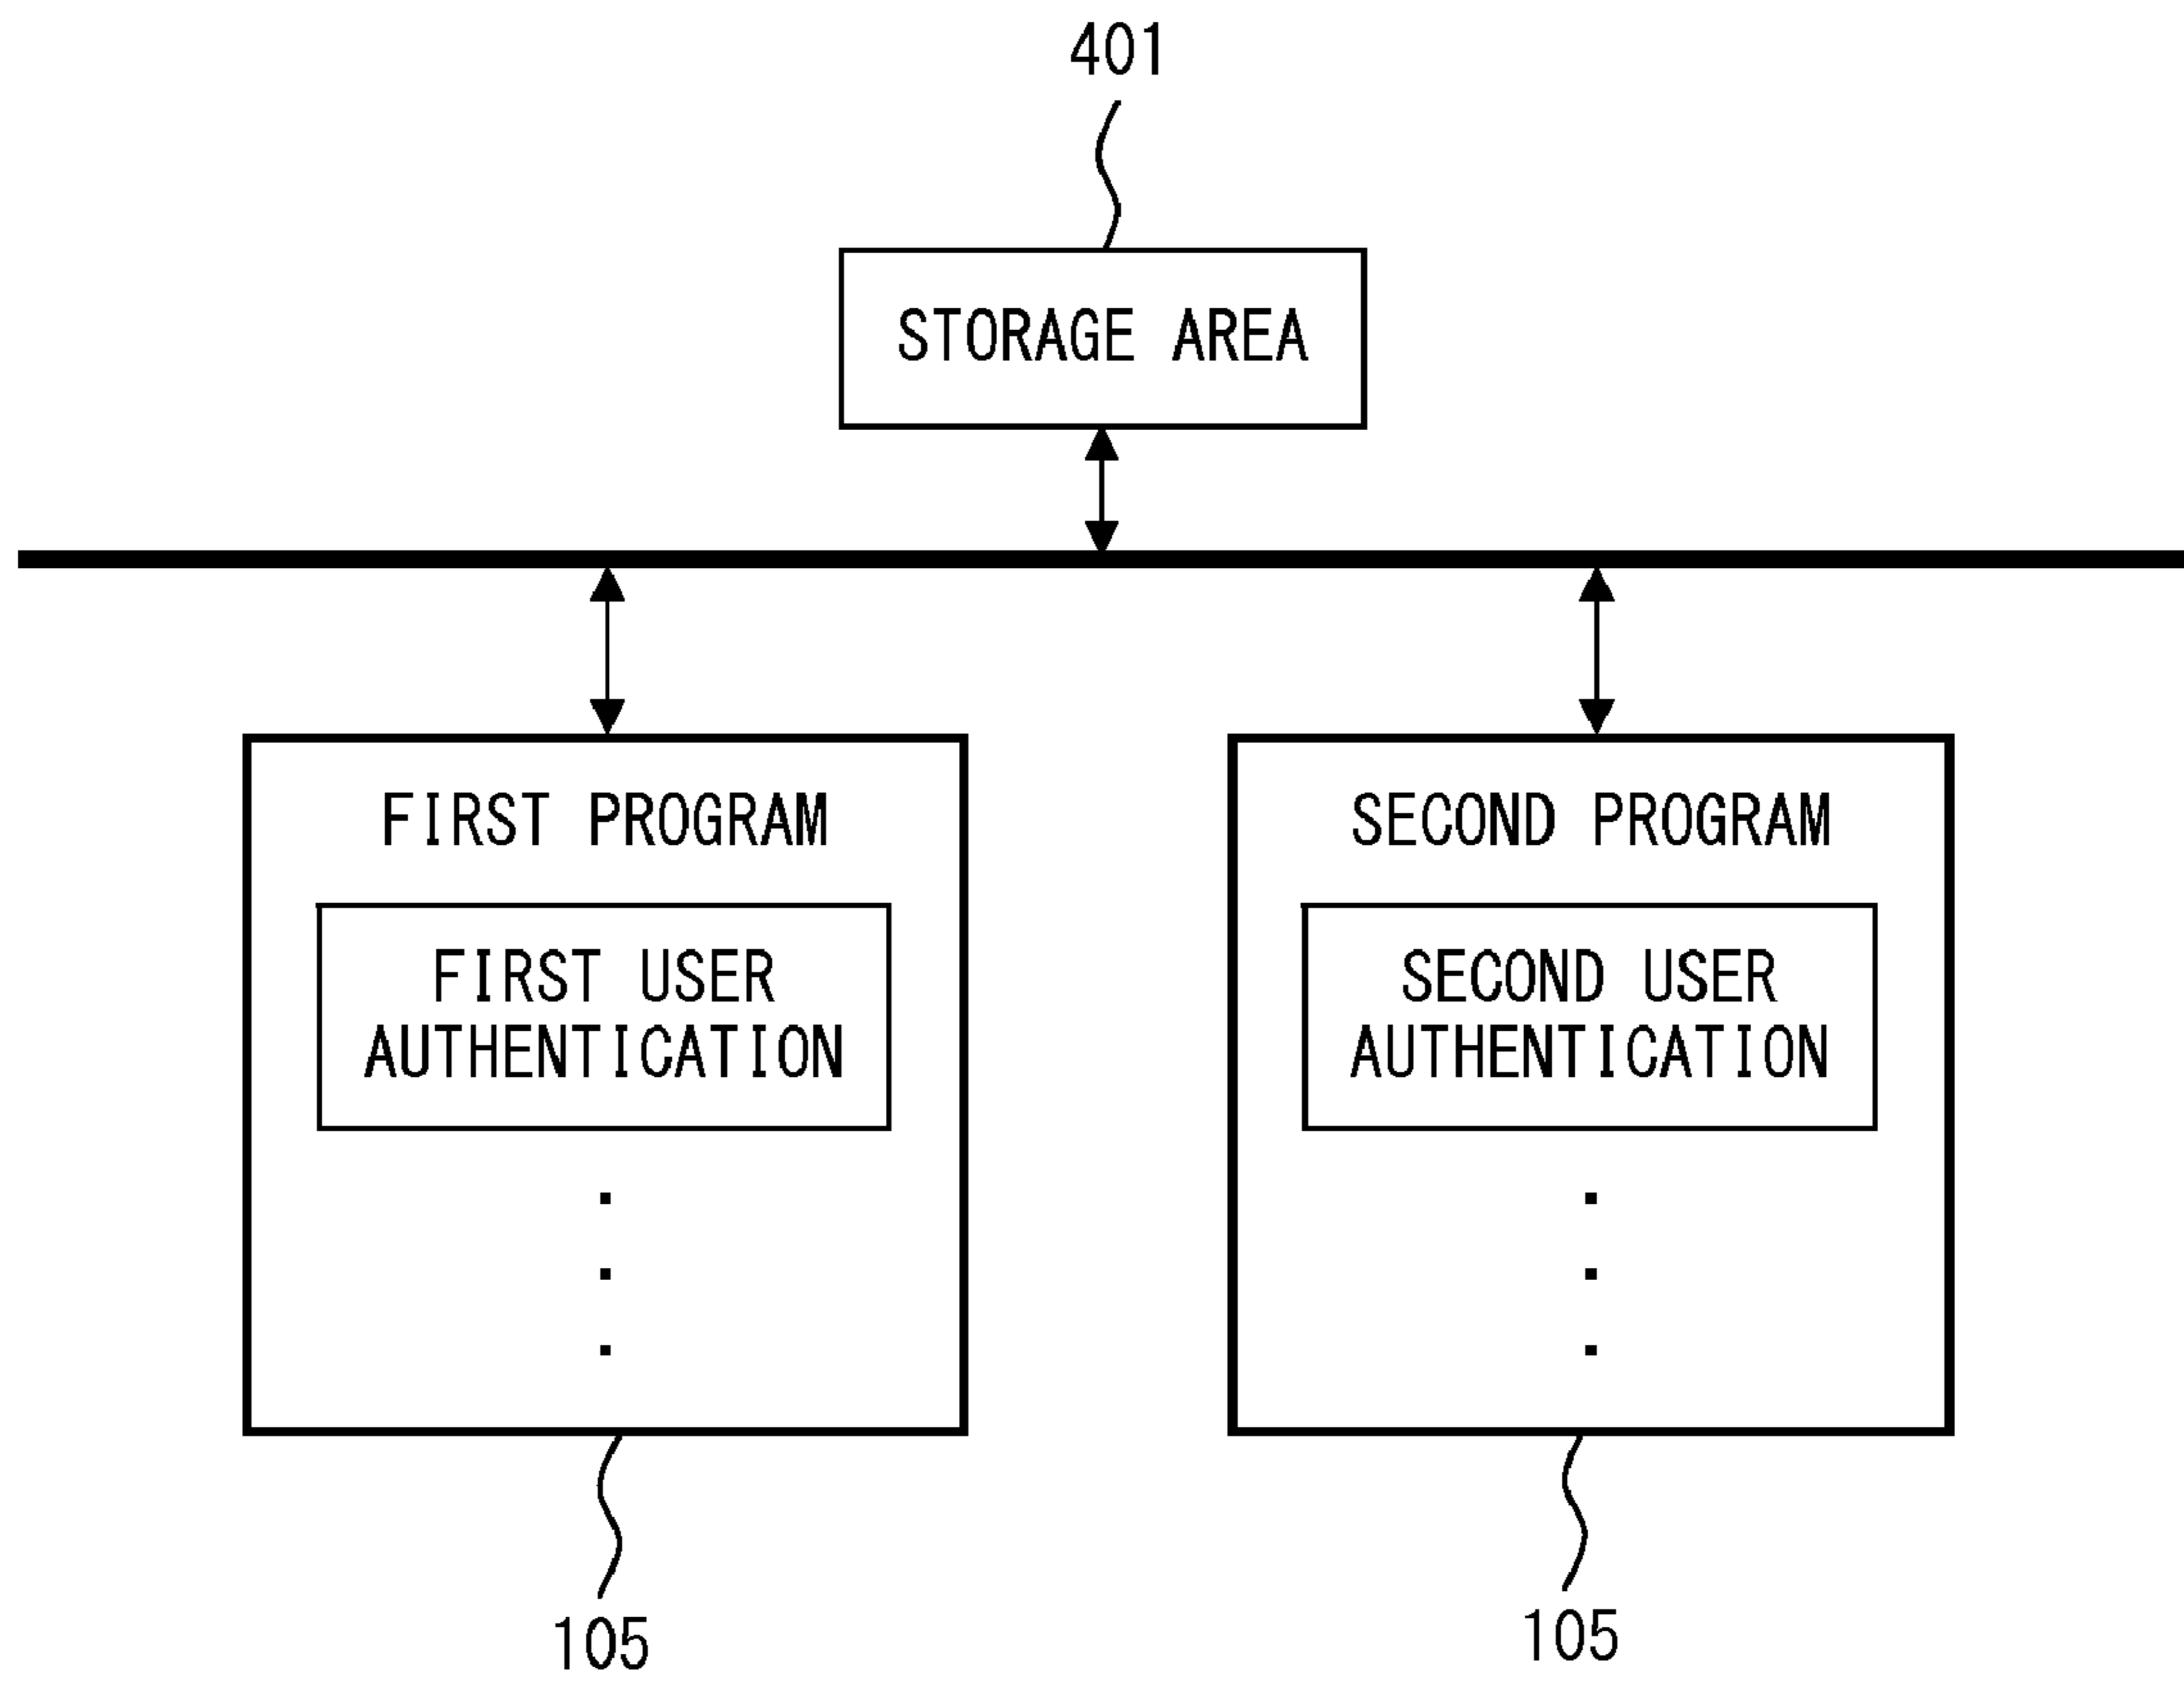 401
STORAGE AREA
FIRST PROGRAM
FIRST USER
AUTHENTICATION
105
SECOND PROGRAM
SECOND USER
AUTHENTICATION
105